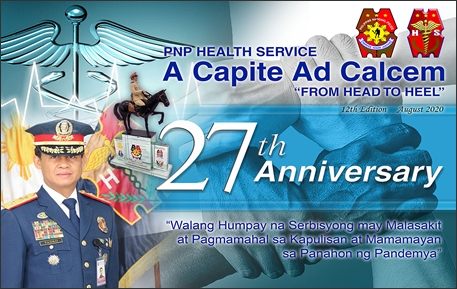 PNP HEALTH SERVICE
A Capite Ad Calcem
"FROM HEAD TO HEEL"
12th Edition August 2020
27th
Anniversary
"Walang Humpay na Serbisyong may Malasakit
at Pagmamahal sa Kapulisan at Mamamayan
sa Panahon ng Pandemya"
H S